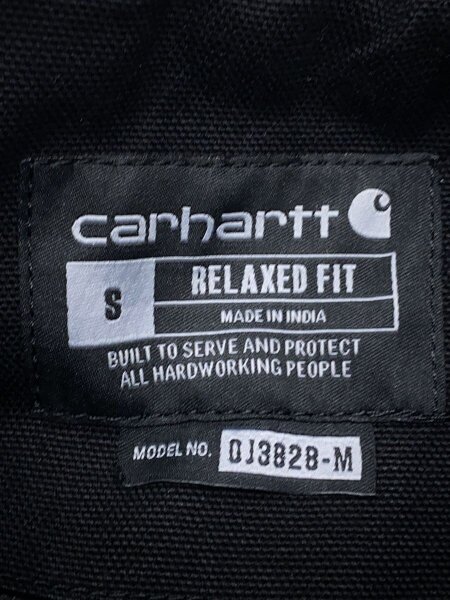 carhartt
S
RELAXED FIT
MADE IN INDIA
BUILT TO SERVE AND PROTECT
ALL HARDWORKING PEOPLE
MODEL NO. OJ3828-M